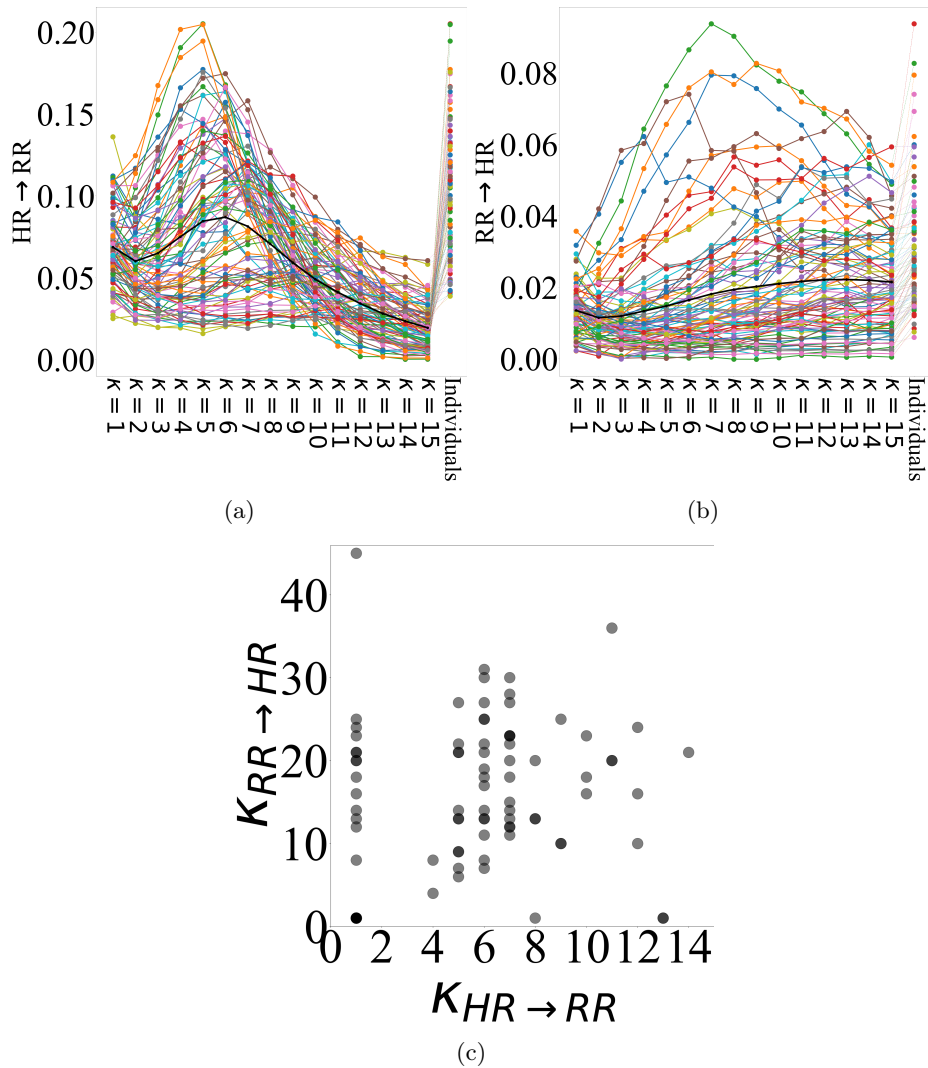 0.20
0.15
0.10
0.05
0.00
HR → RR
κ = 1
κ = 2
κ = 3
κ = 4
κ = 5
κ = 6
κ = 7
κ = 8
κ = 9
κ = 10
κ = 11
κ = 12
κ = 13
κ = 14
κ = 15
Individuals
(a)
0.08
0.06
0.04
0.02
0.00
RR → HR
κ = 1
κ = 2
κ = 3
κ = 4
κ = 5
κ = 6
κ = 7
κ = 8
κ = 9
κ = 10
κ = 11
κ = 12
κ = 13
κ = 14
κ = 15
Individuals
(b)
40
30
20
10
0
κ RR → HR
0 2 4 6 8 10 12 14
κ HR → RR
(c)